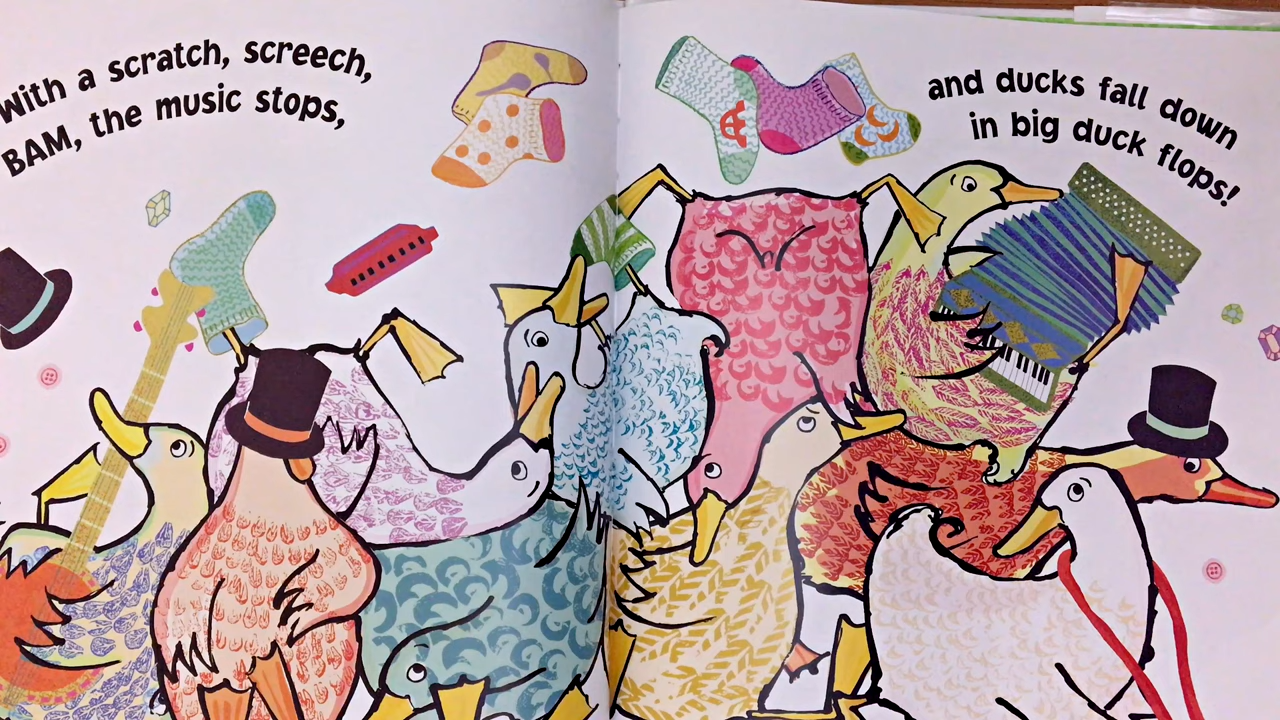 With a scratch, screech,
BAM, the music stops,
and ducks fall down
in big duck flops!